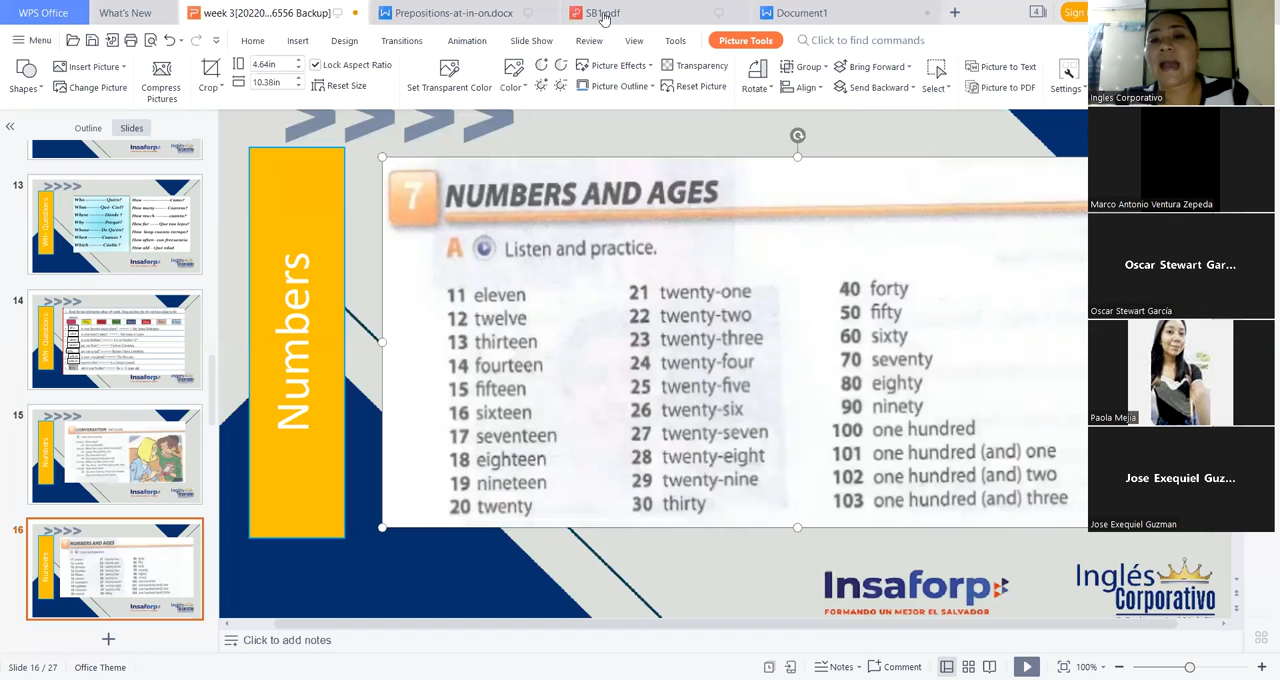 WPS Office
What's New
week 3[20220...6556 Backup]
Prepositions-at-in-on.docx
SB1.pdf
Document1
4
Sign
Menu
Home
Insert
Design
Transitions
Animation
Slide Show
Review
View
Tools
Picture Tools
Click to find commands
Shapes
Insert Picture
Change Picture
Compress Pictures
Crop
4.64in
10.38in
Lock Aspect Ratio
Reset Size
Set Transparent Color
Color
Picture Effects
Picture Outline
Transparency
Reset Picture
Rotate
Group
Align
Bring Forward
Send Backward
Select
Picture to Text
Picture to PDF
Settings
Outline
Slides
13
14
15
16
Numbers
7 NUMBERS AND AGES
A Listen and practice.
11 eleven
12 twelve
13 thirteen
14 fourteen
15 fifteen
16 sixteen
17 seventeen
18 eighteen
19 nineteen
20 twenty
21 twenty-one
22 twenty-two
23 twenty-three
24 twenty-four
25 twenty-five
26 twenty-six
27 twenty-seven
28 twenty-eight
29 twenty-nine
30 thirty
40 forty
50 fifty
60 sixty
70 seventy
80 eighty
90 ninety
100 one hundred
101 one hundred (and) one
102 one hundred (and) two
103 one hundred (and) three
Insaforp
FORMANDO UN MEJOR EL SALVADOR
Inglés
Corporativo
Ingles Corporativo
Marco Antonio Ventura Zepeda
Oscar Stewart Gar...
Oscar Stewart García
Paola Mejia
Jose Exequiel Guz...
Jose Exequiel Guzman
Click to add notes
Slide 16 / 27
Office Theme
Notes
Comment
100%